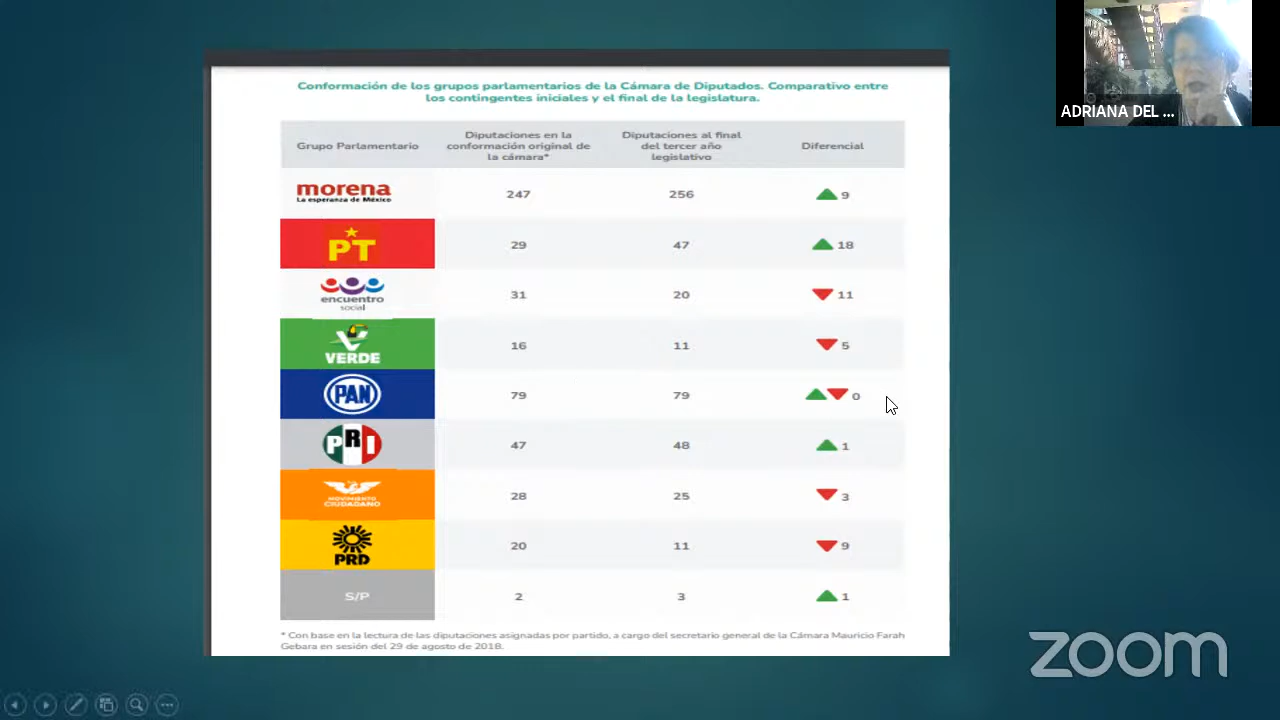 ADRIANA DEL ...
Conformación de los grupos parlamentarios de la Cámara de Diputados. Comparativo entre
los contingentes iniciales y el final de la legislatura.
Grupo Parlamentario
Diputaciones en la
conformación original de
la cámara*
Diputaciones al final
del tercer año
legislativo
Diferencial
morena
La esperanza de México
247
256
9
PT
29
47
18
encuentro
social
31
20
11
VERDE
16
11
5
PAN
79
79
0
PRI
47
48
1
MOVIMIENTO
CIUDADANO
28
25
3
PRD
20
11
9
S/P
2
3
1
* Con base en la lectura de las diputaciones asignadas por partido, a cargo del secretario general de la Cámara Mauricio Farah
Gebara en sesión del 29 de agosto de 2018.
zoom